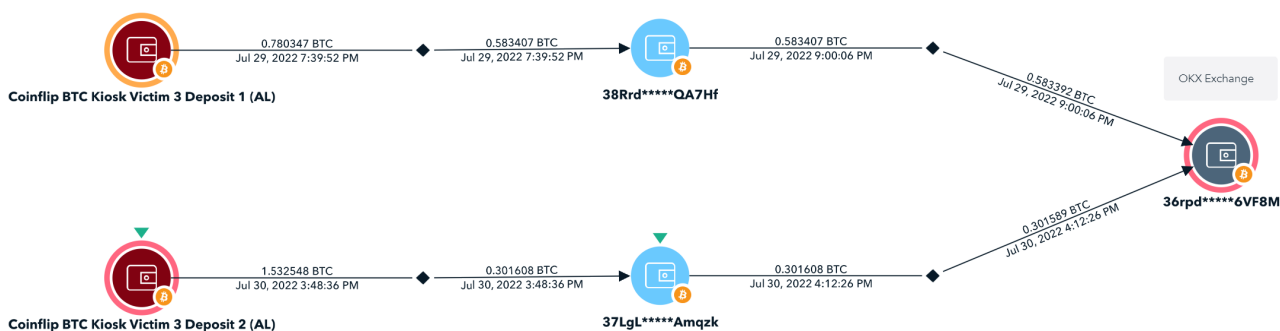 0.780347 BTC
Jul 29, 2022 7:39:52 PM
0.583407 BTC
Jul 29, 2022 7:39:52 PM
0.583407 BTC
Jul 29, 2022 9:00:06 PM
Coinflip BTC Kiosk Victim 3 Deposit 1 (AL)
38Rrd*****QA7Hf
0.583392 BTC
Jul 29, 2022 9:00:06 PM
OKX Exchange
36rpd*****6VF8M
1.532548 BTC
Jul 30, 2022 3:48:36 PM
0.301608 BTC
Jul 30, 2022 3:48:36 PM
0.301608 BTC
Jul 30, 2022 4:12:26 PM
0.301589 BTC
Jul 30, 2022 4:12:26 PM
Coinflip BTC Kiosk Victim 3 Deposit 2 (AL)
37LgL*****Amqzk